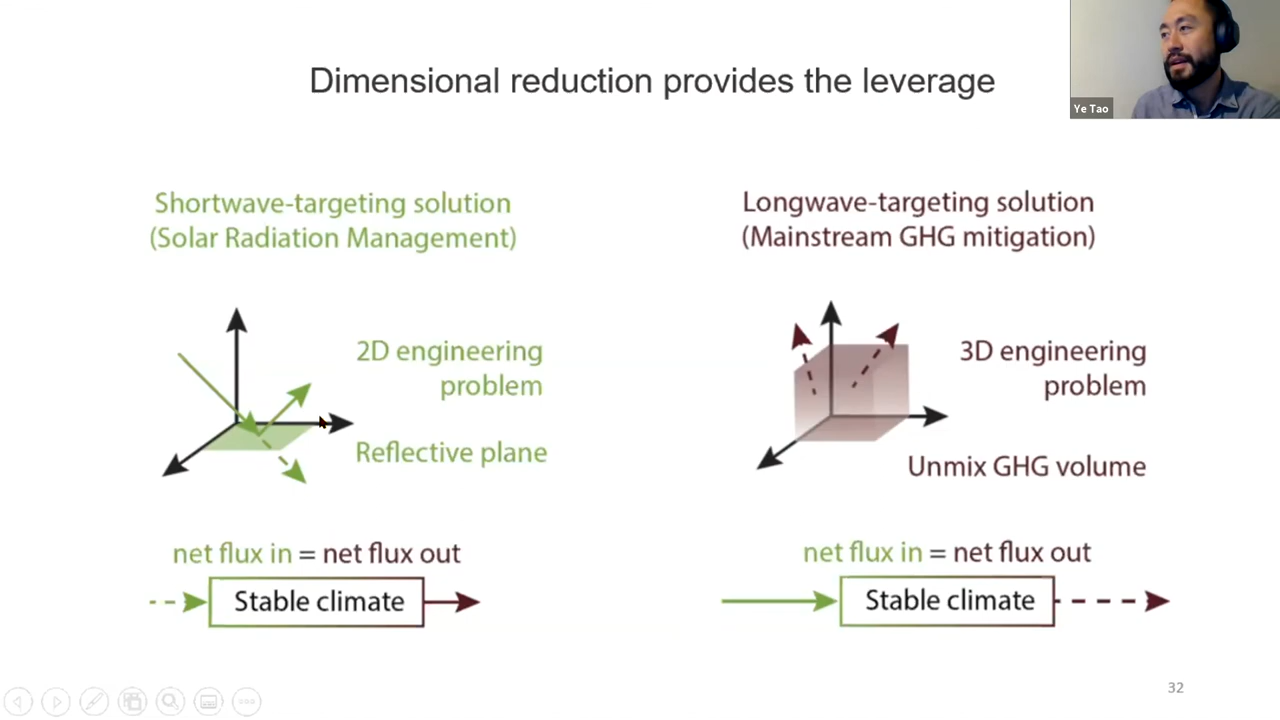 Dimensional reduction provides the leverage
Ye Tao
Shortwave-targeting solution
(Solar Radiation Management)
2D engineering
problem
Reflective plane
net flux in = net flux out
Stable climate
Longwave-targeting solution
(Mainstream GHG mitigation)
3D engineering
problem
Unmix GHG volume
net flux in = net flux out
Stable climate
32